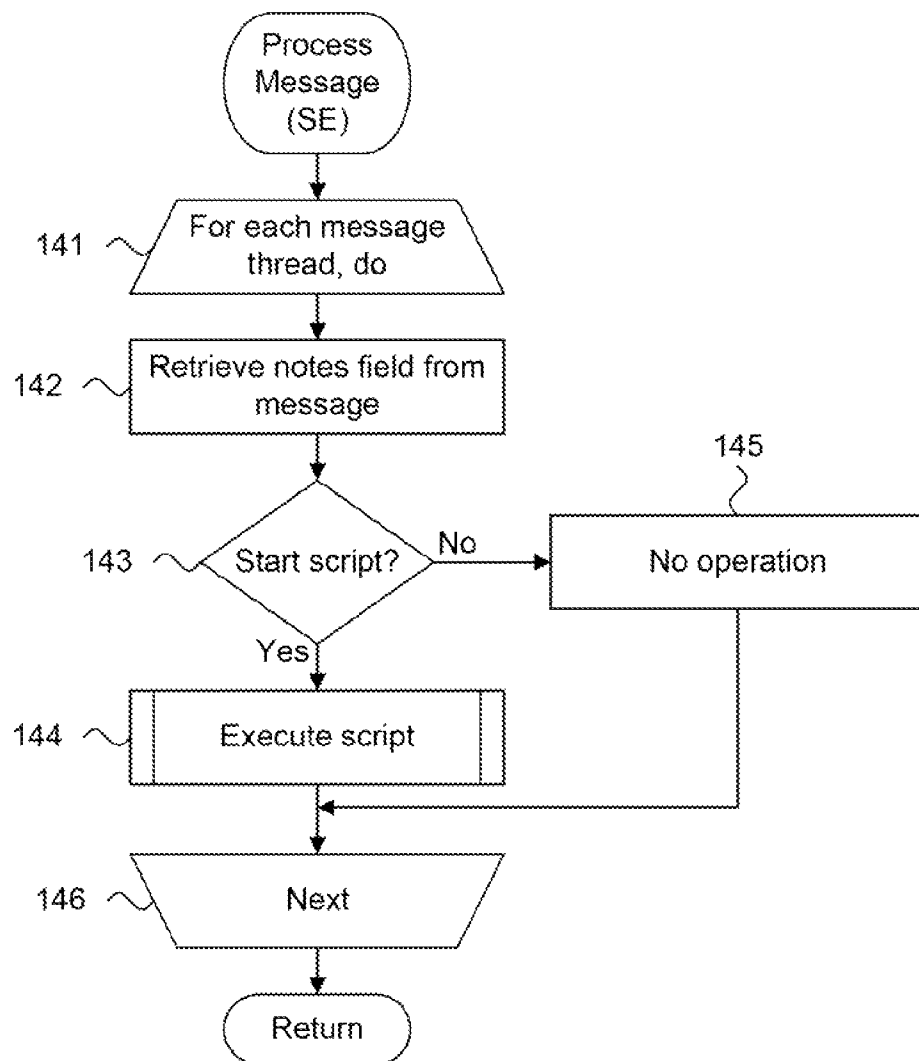 Process
Message
(SE)
141
For each message
thread, do
142
Retrieve notes field from
message
145
143
Start script?
No
No operation
Yes
144
Execute script
146
Next
Return